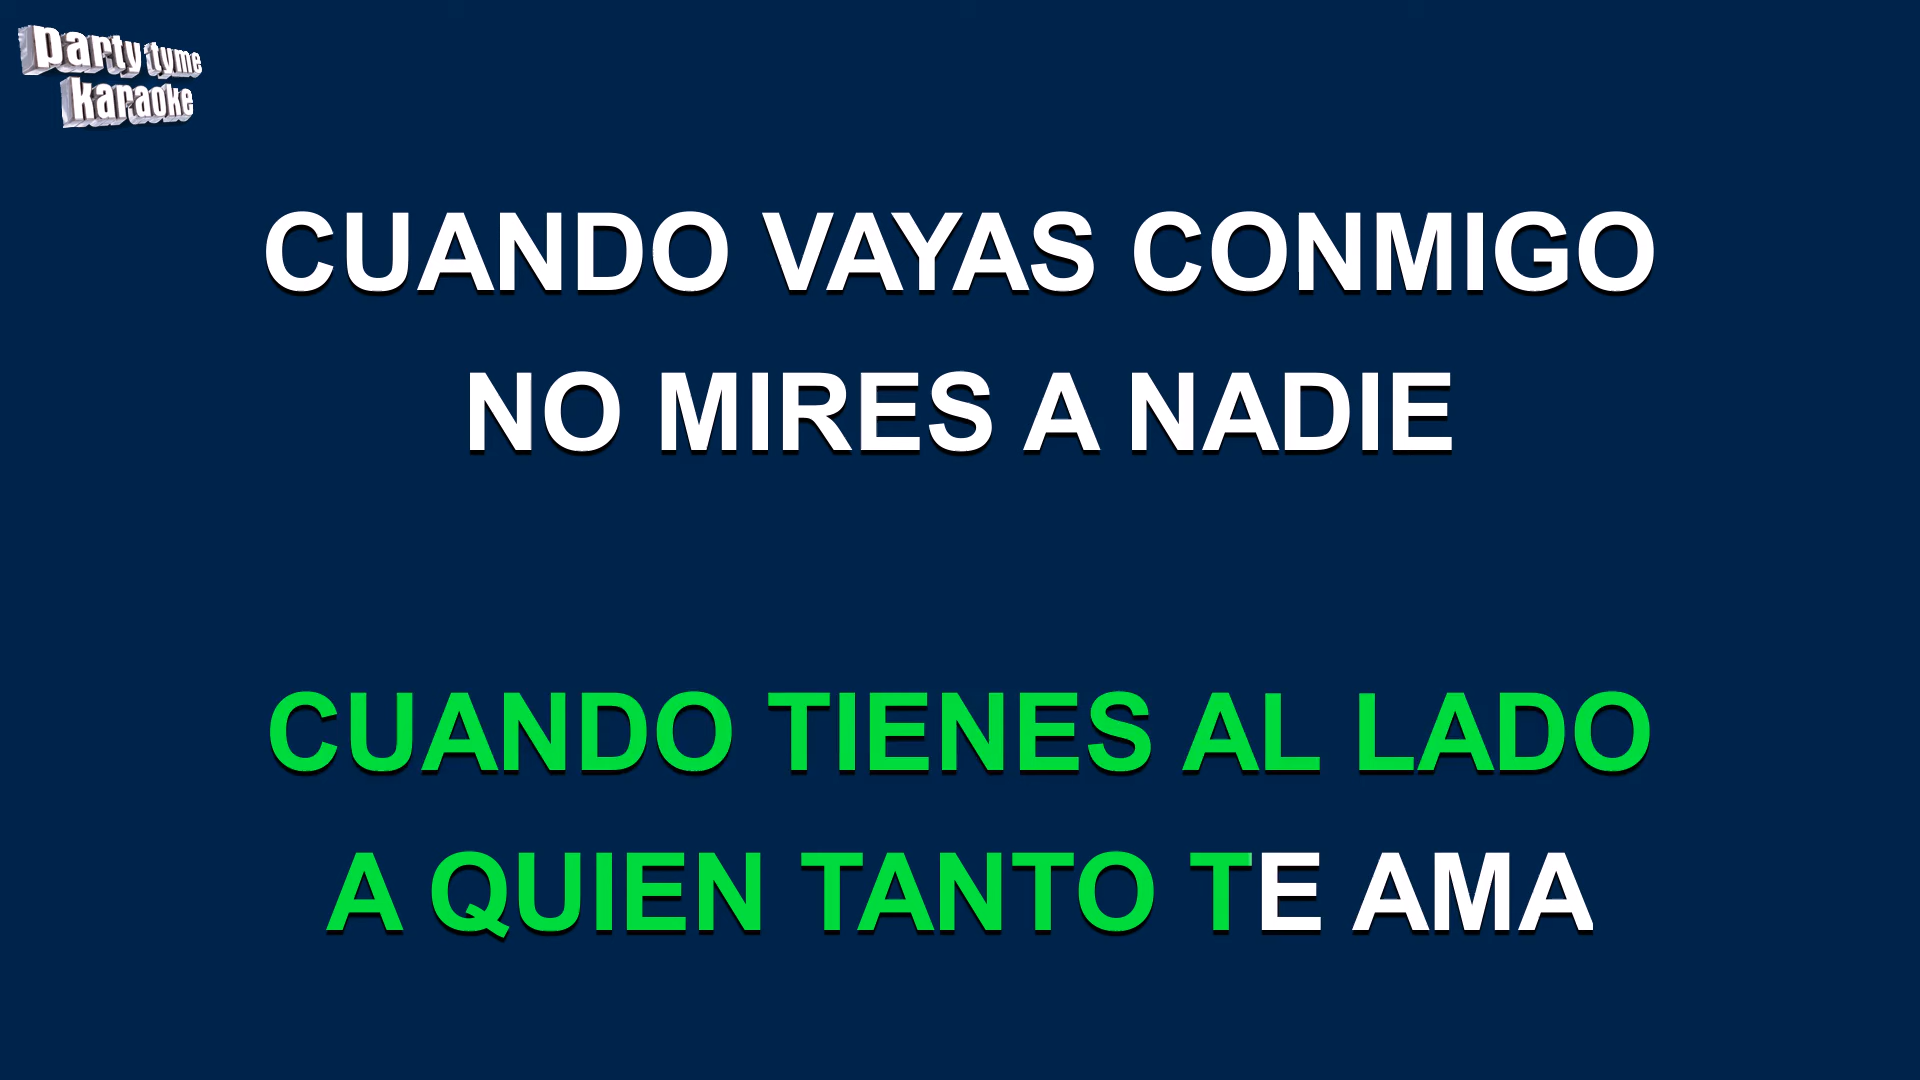 party tyme
karaoke
CUANDO VAYAS CONMIGO
NO MIRES A NADIE
CUANDO TIENES AL LADO
A QUIEN TANTO TE AMA